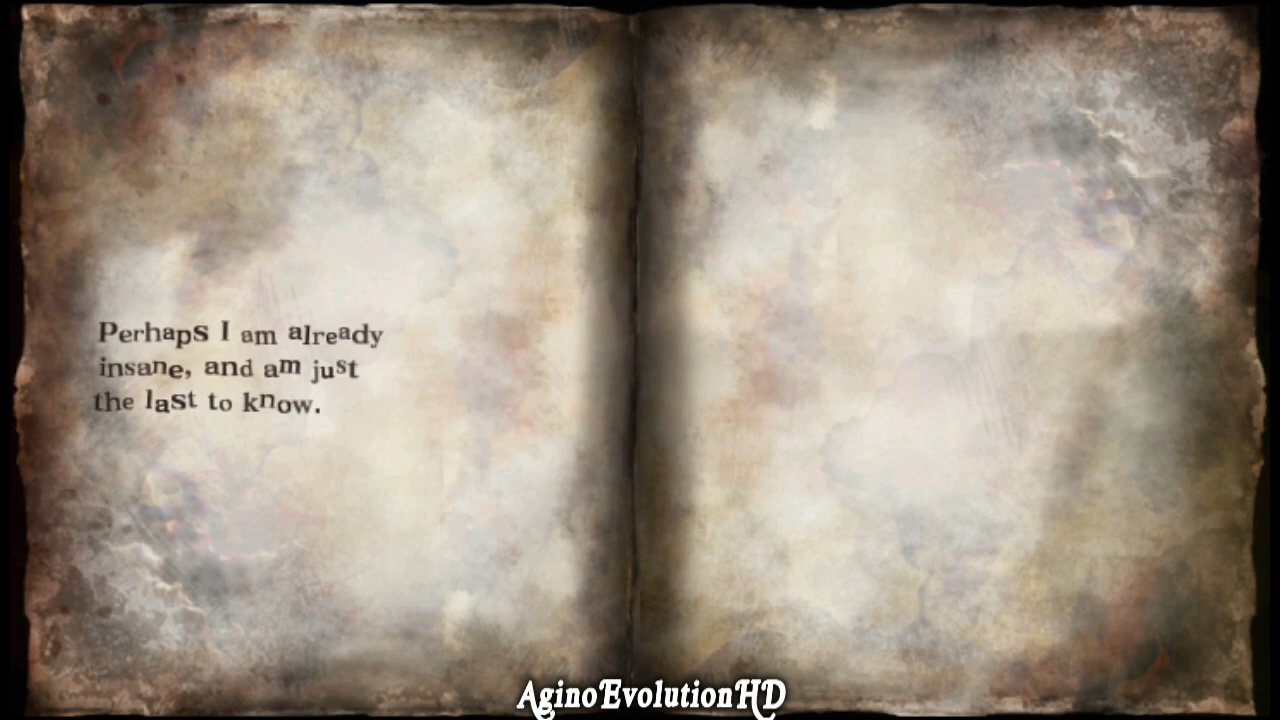 Perhaps I am already
insane, and am just
the last to know.
AginoEvolutionHD